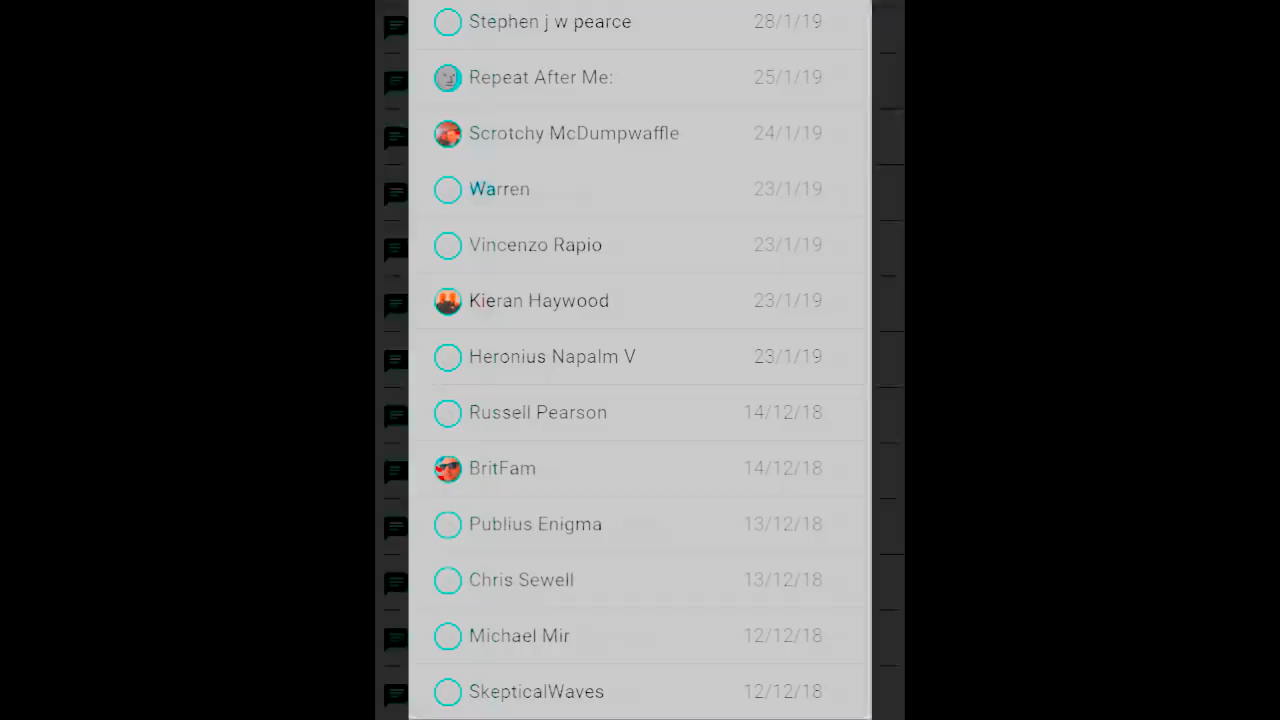 Stephen j w pearce 28/1/19
Repeat After Me: 25/1/19
Scrotchy McDumpwaffle 24/1/19
Warren 23/1/19
Vincenzo Rapio 23/1/19
Kieran Haywood 23/1/19
Heronius Napalm V 23/1/19
Russell Pearson 14/12/18
BritFam 14/12/18
Publius Enigma 13/12/18
Chris Sewell 13/12/18
Michael Mir 12/12/18
SkepticalWaves 12/12/18